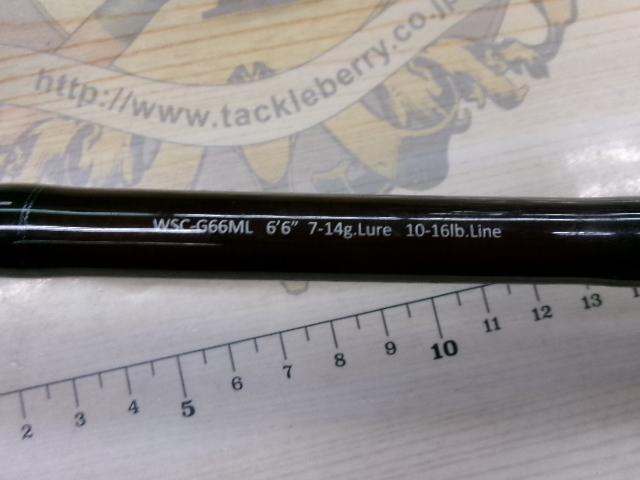 http://www.tackleberry.co.jp
WSC-G66ML 6'6" 7-14g.Lure 10-16lb.Line
2 3 4 5 6 7 8 9 10 11 12 13